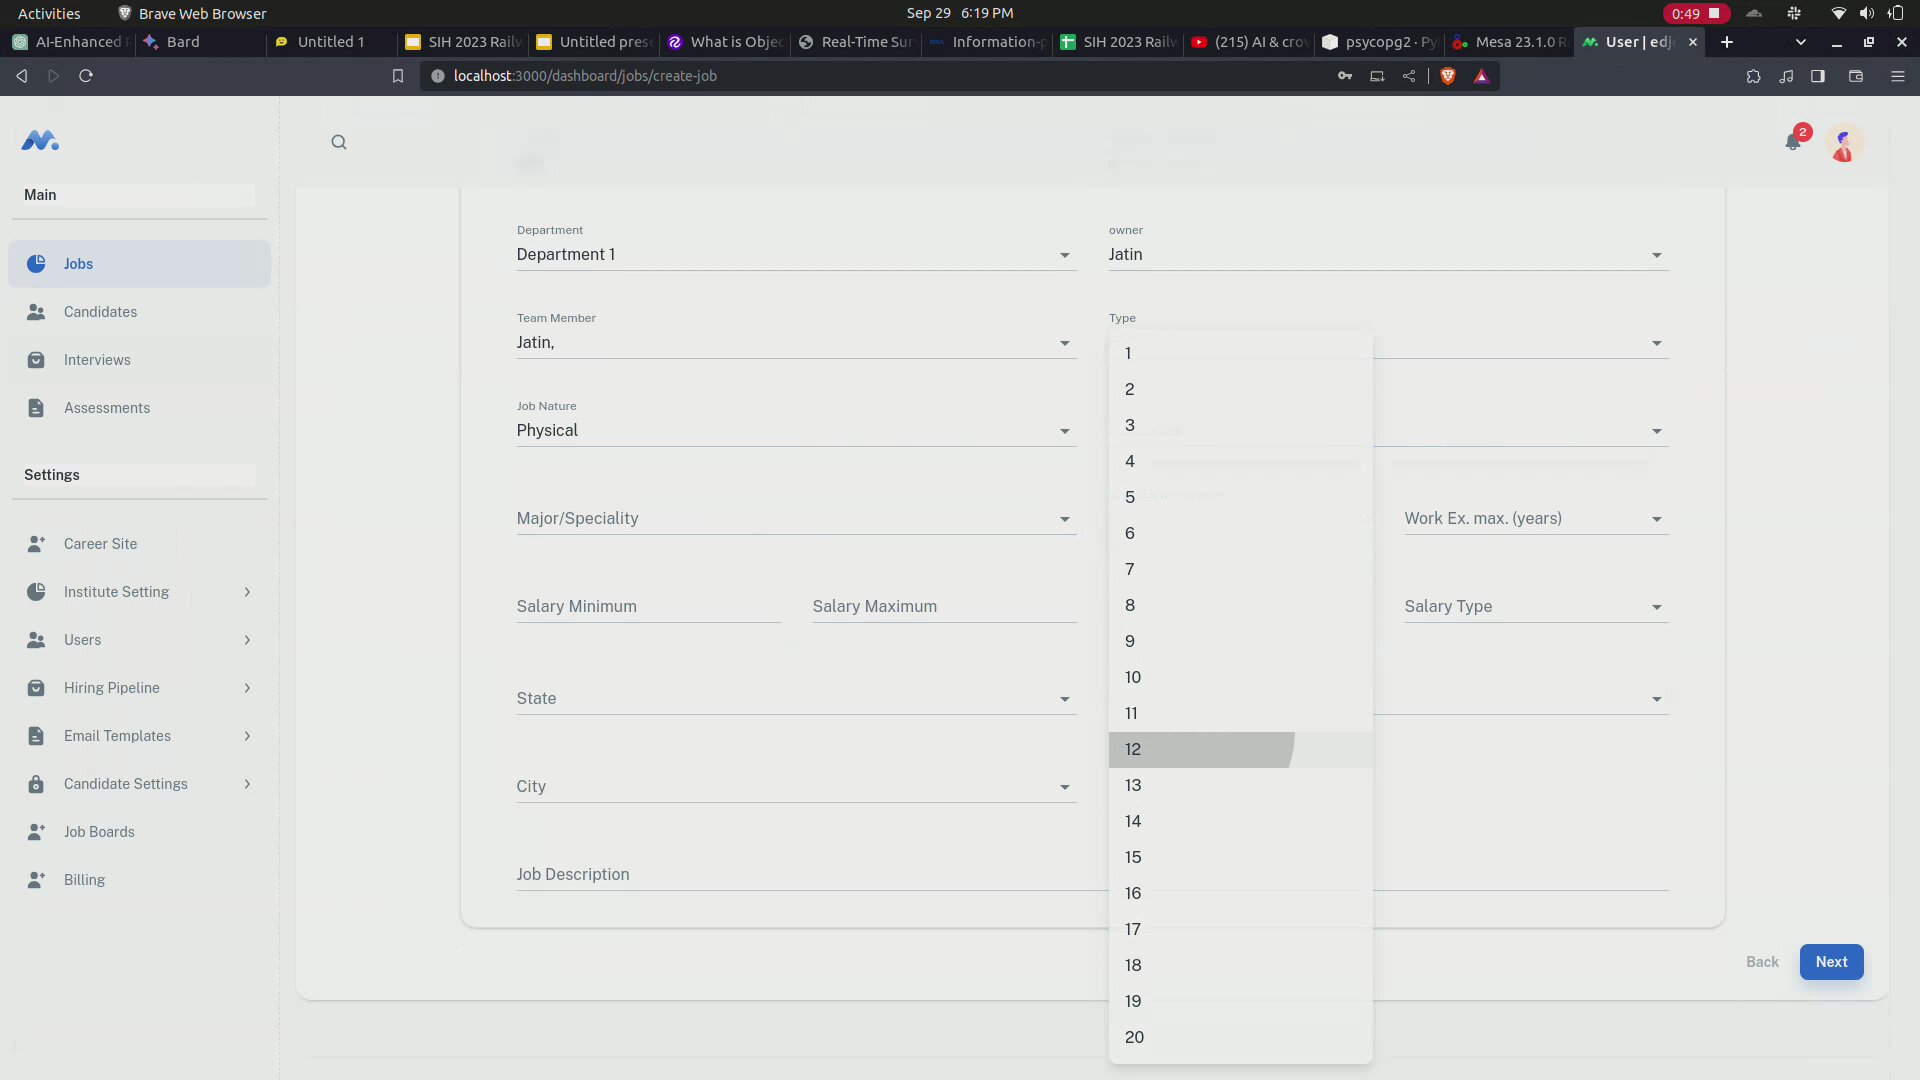 Activities
Brave Web Browser
Sep 29 6:19 PM
0:49
AI-Enhanced
Bard
Untitled 1
SIH 2023 Railw
Untitled prese
What is Objec
Real-Time Sur
Information-p
SIH 2023 Railw
(215) AI & crow
psycopg2 · Py
Mesa 23.1.0 R
User | edj
localhost:3000/dashboard/jobs/create-job
2
Main
Jobs
Candidates
Interviews
Assessments
Settings
Career Site
Institute Setting
Users
Hiring Pipeline
Email Templates
Candidate Settings
Job Boards
Billing
Department
Department 1
owner
Jatin
Team Member
Jatin,
Type
Job Nature
Physical
Major/Speciality
Work Ex. max. (years)
Salary Minimum
Salary Maximum
Salary Type
State
City
Job Description
1
2
3
4
5
6
7
8
9
10
11
12
13
14
15
16
17
18
19
20
Back
Next